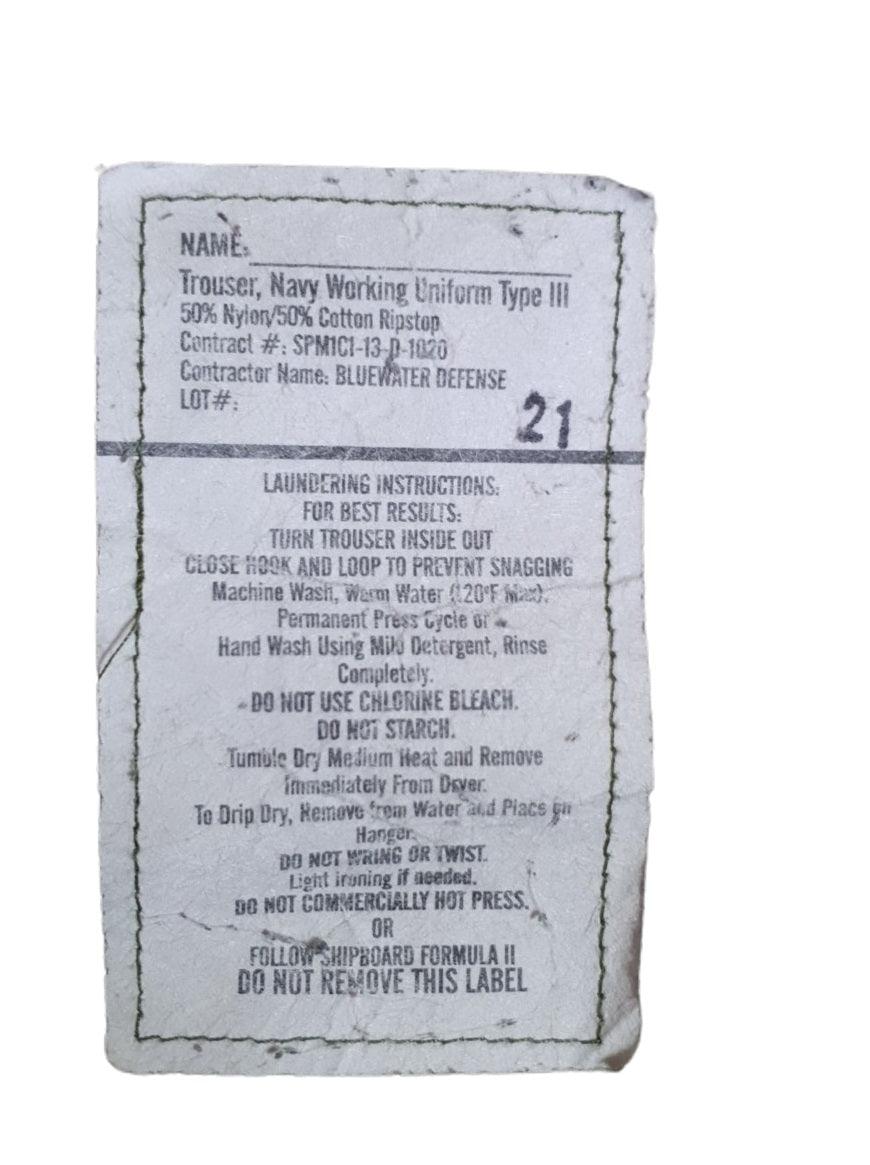 NAME:
Trouser, Navy Working Uniform Type III
50% Nylon/50% Cotton Ripstop
Contract #: SPM1C1-13-D-1020
Contractor Name: BLUEWATER DEFENSE
LOT#:
21
LAUNDERING INSTRUCTIONS:
FOR BEST RESULTS:
TURN TROUSER INSIDE OUT
CLOSE HOOK AND LOOP TO PREVENT SNAGGING
Machine Wash, Warm Water (120°F Max).
Permanent Press Cycle or
Hand Wash Using Mild Detergent, Rinse
Completely.
DO NOT USE CHLORINE BLEACH.
DO NOT STARCH.
Tumble Dry Medium Heat and Remove
Immediately From Dryer.
To Drip Dry, Remove from Water and Place on
Hanger.
DO NOT WRING OR TWIST.
Light ironing if needed.
DO NOT COMMERCIALLY HOT PRESS.
OR
FOLLOW SHIPBOARD FORMULA II
DO NOT REMOVE THIS LABEL